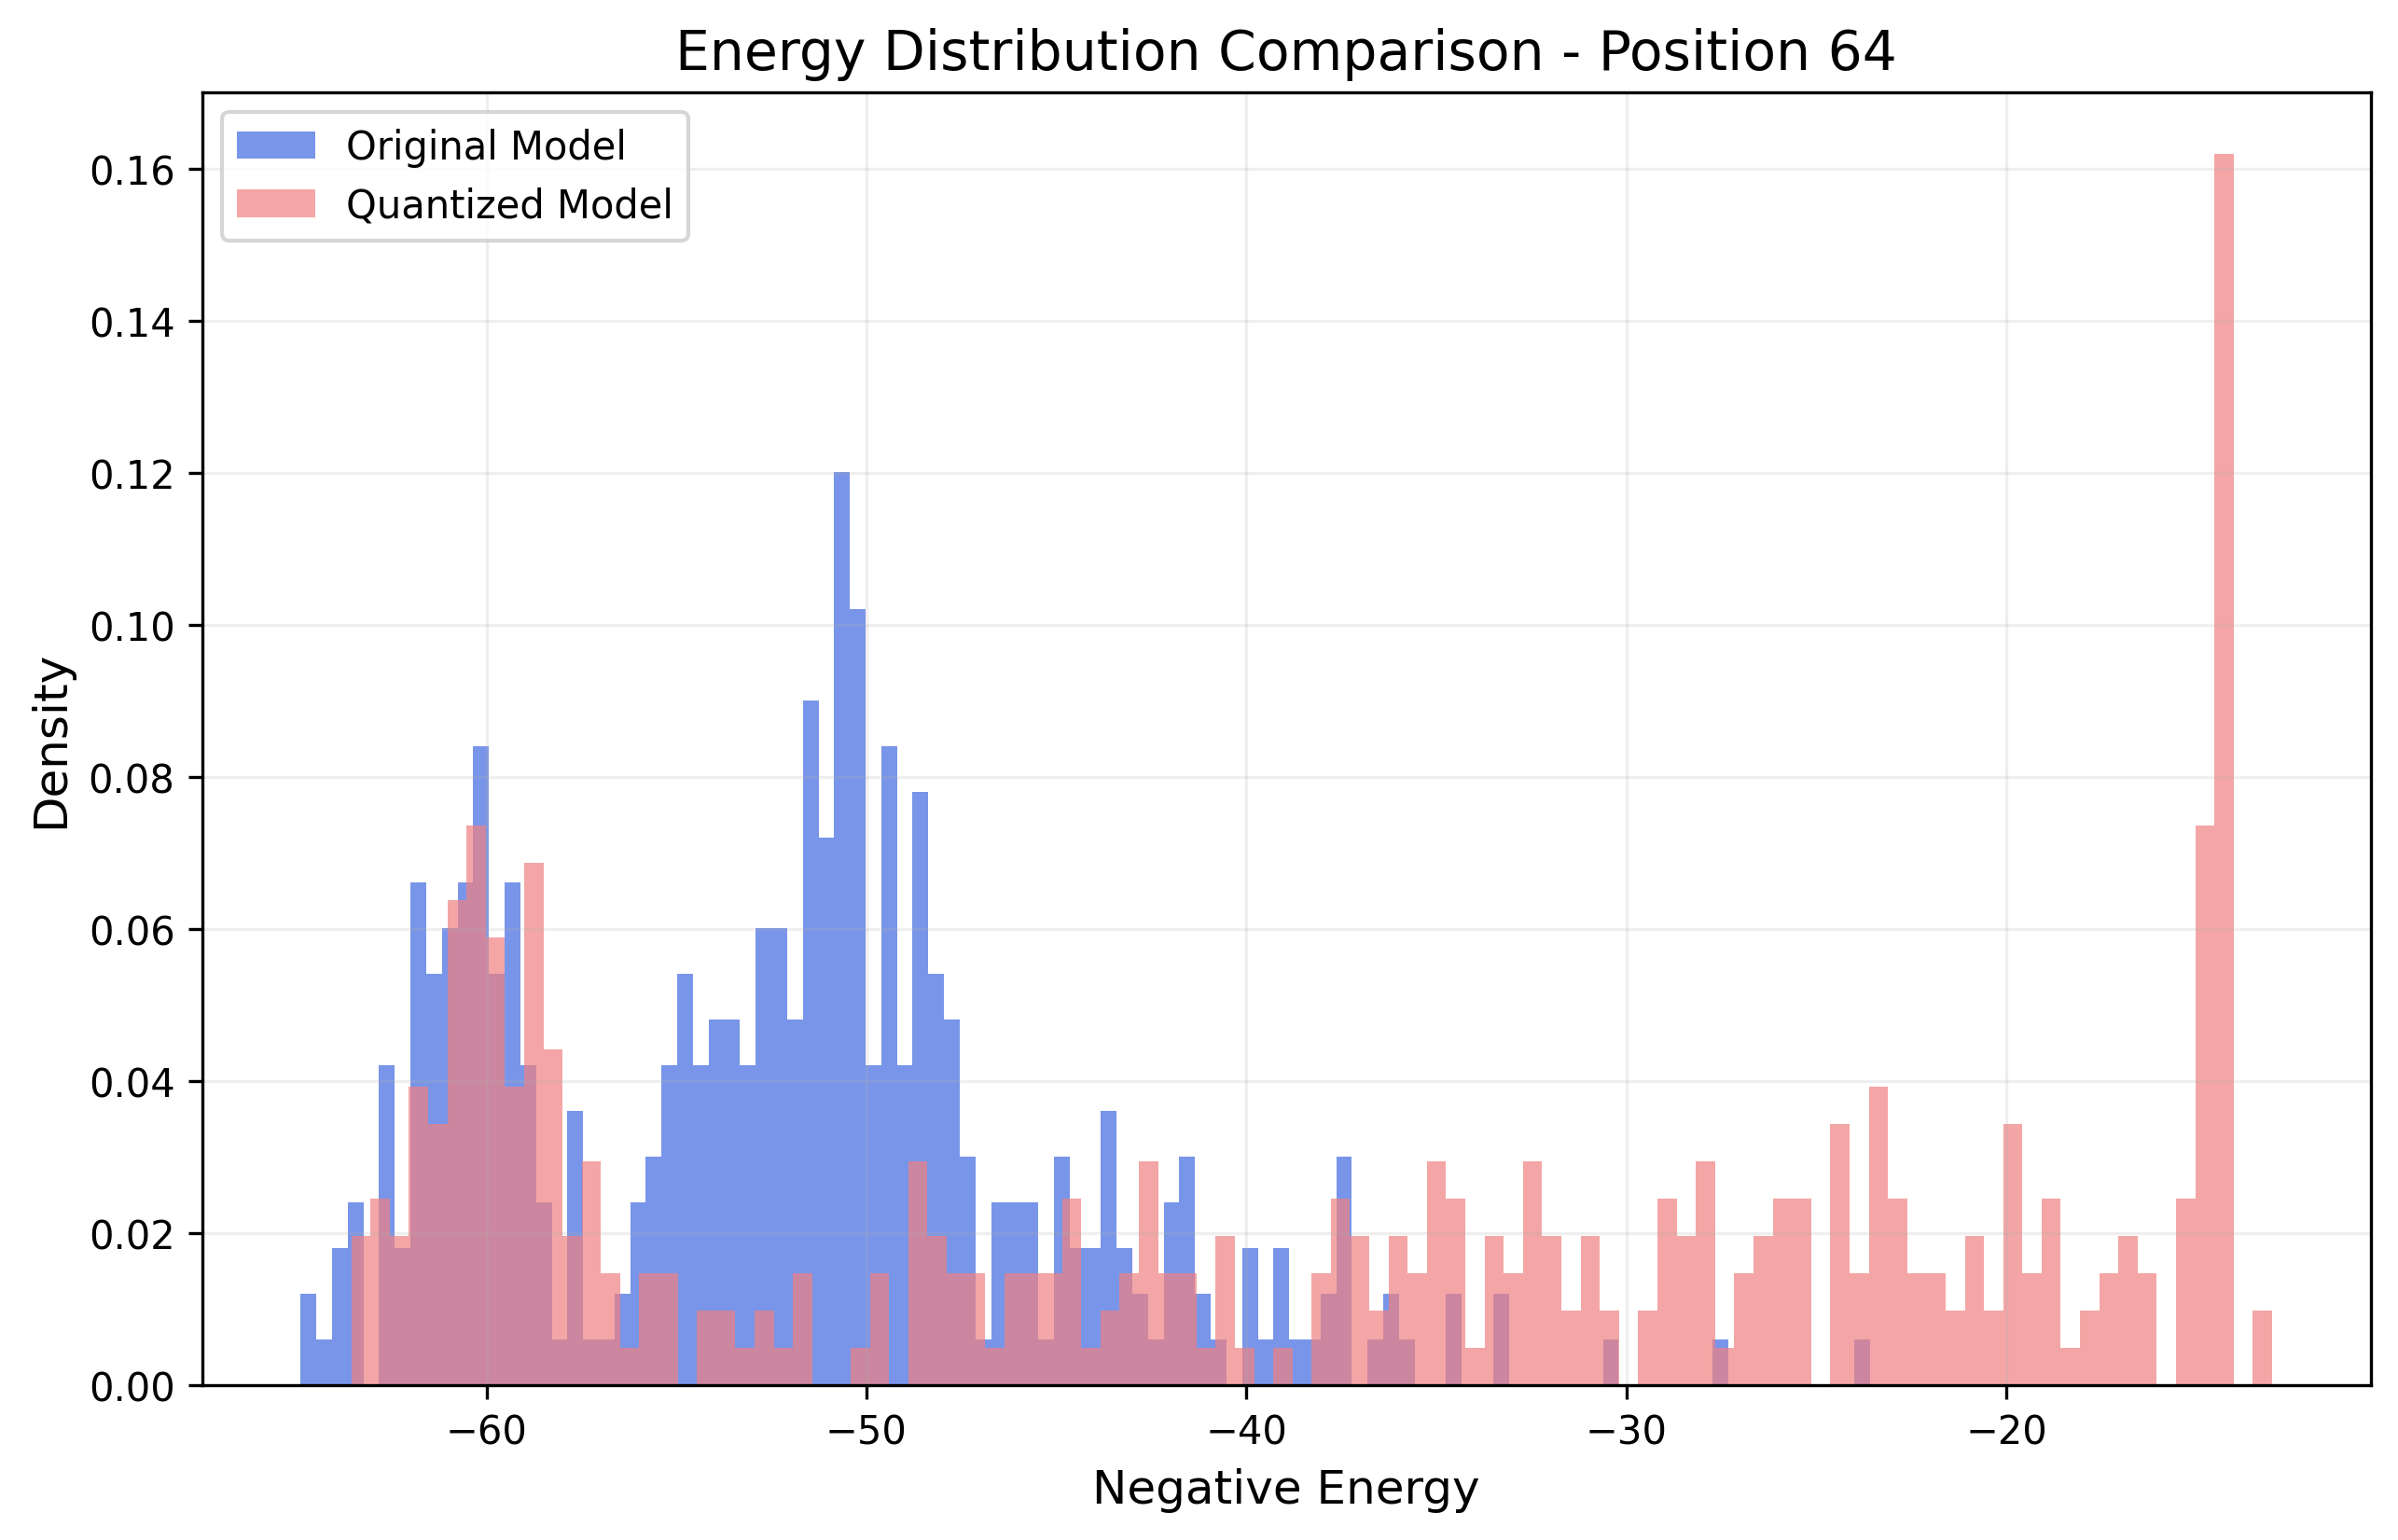 Energy Distribution Comparison - Position 64
Original Model
Quantized Model
0.16
0.14
0.12
0.10
0.08
0.06
0.04
0.02
0.00
Density
−60
−50
−40
−30
−20
Negative Energy